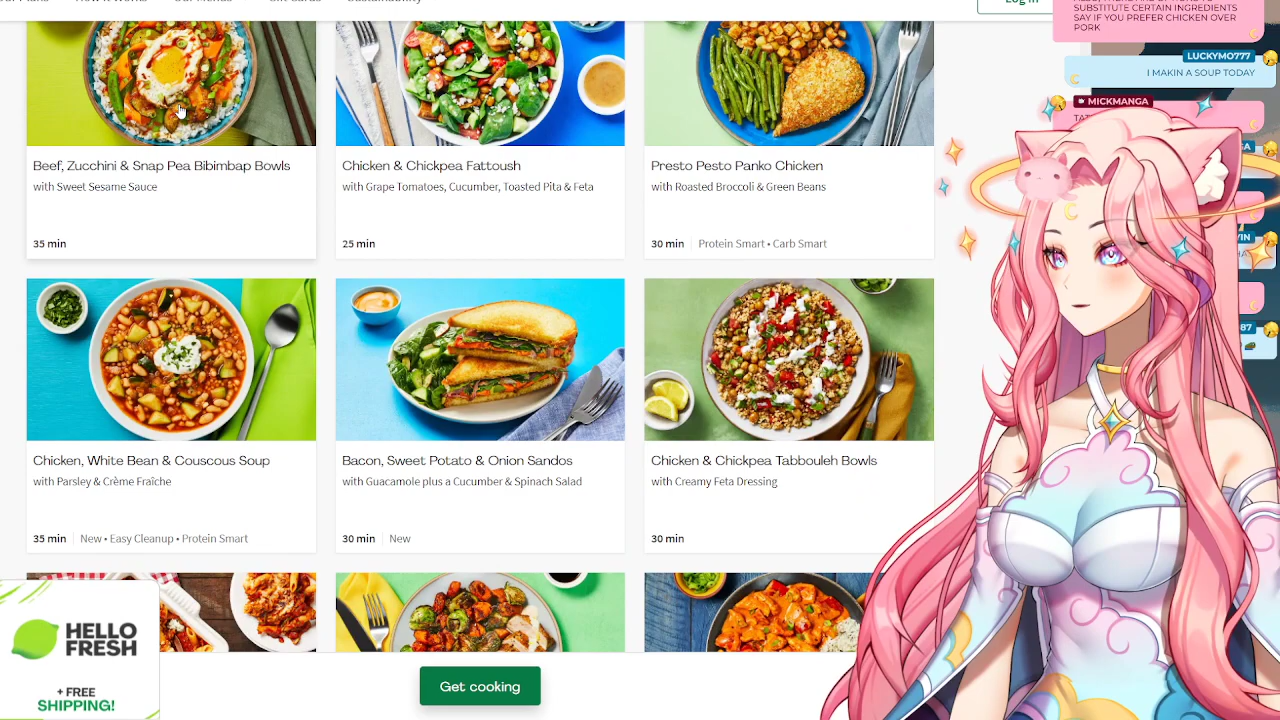 Log in
SUBSTITUTE CERTAIN INGREDIENTS
SAY IF YOU PREFER CHICKEN OVER
PORK
LUCKYMO777
I MAKIN A SOUP TODAY
MICKMANGA
Beef, Zucchini & Snap Pea Bibimbap Bowls
with Sweet Sesame Sauce
35 min
Chicken & Chickpea Fattoush
with Grape Tomatoes, Cucumber, Toasted Pita & Feta
25 min
Presto Pesto Panko Chicken
with Roasted Broccoli & Green Beans
30 min Protein Smart • Carb Smart
Chicken, White Bean & Couscous Soup
with Parsley & Crème Fraîche
35 min New • Easy Cleanup • Protein Smart
Bacon, Sweet Potato & Onion Sandos
with Guacamole plus a Cucumber & Spinach Salad
30 min New
Chicken & Chickpea Tabbouleh Bowls
with Creamy Feta Dressing
30 min
HELLO
FRESH
+ FREE
SHIPPING!
Get cooking